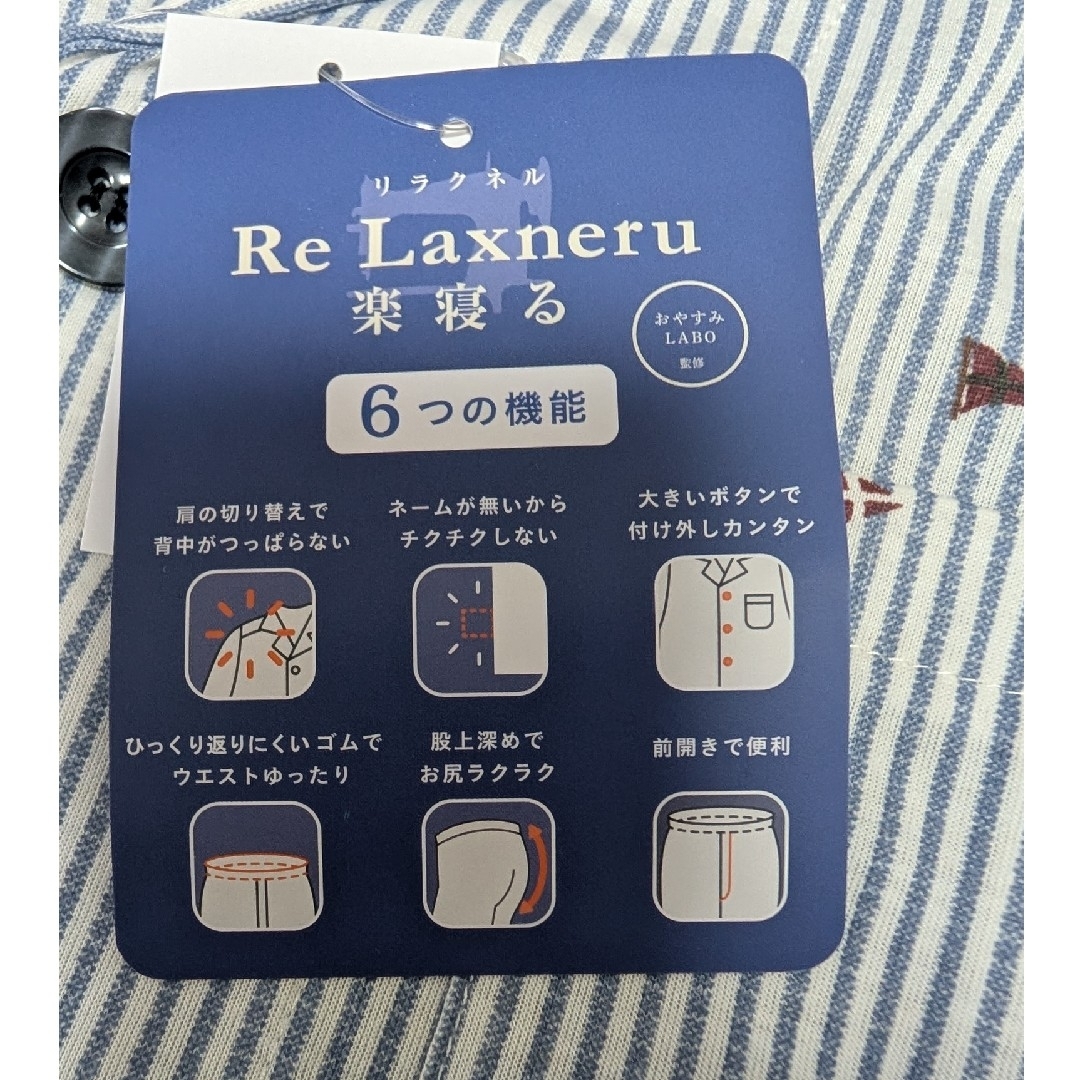 リラクネル
Re Laxneru
楽寝る
おやすみ
LABO
監修
6つの機能
肩の切り替えで
背中がつっぱらない
ネームが無いから
チクチクしない
大きいボタンで
付け外しカンタン
ひっくり返りにくいゴムで
ウエストゆったり
股上深めで
お尻ラクラク
前開きで便利